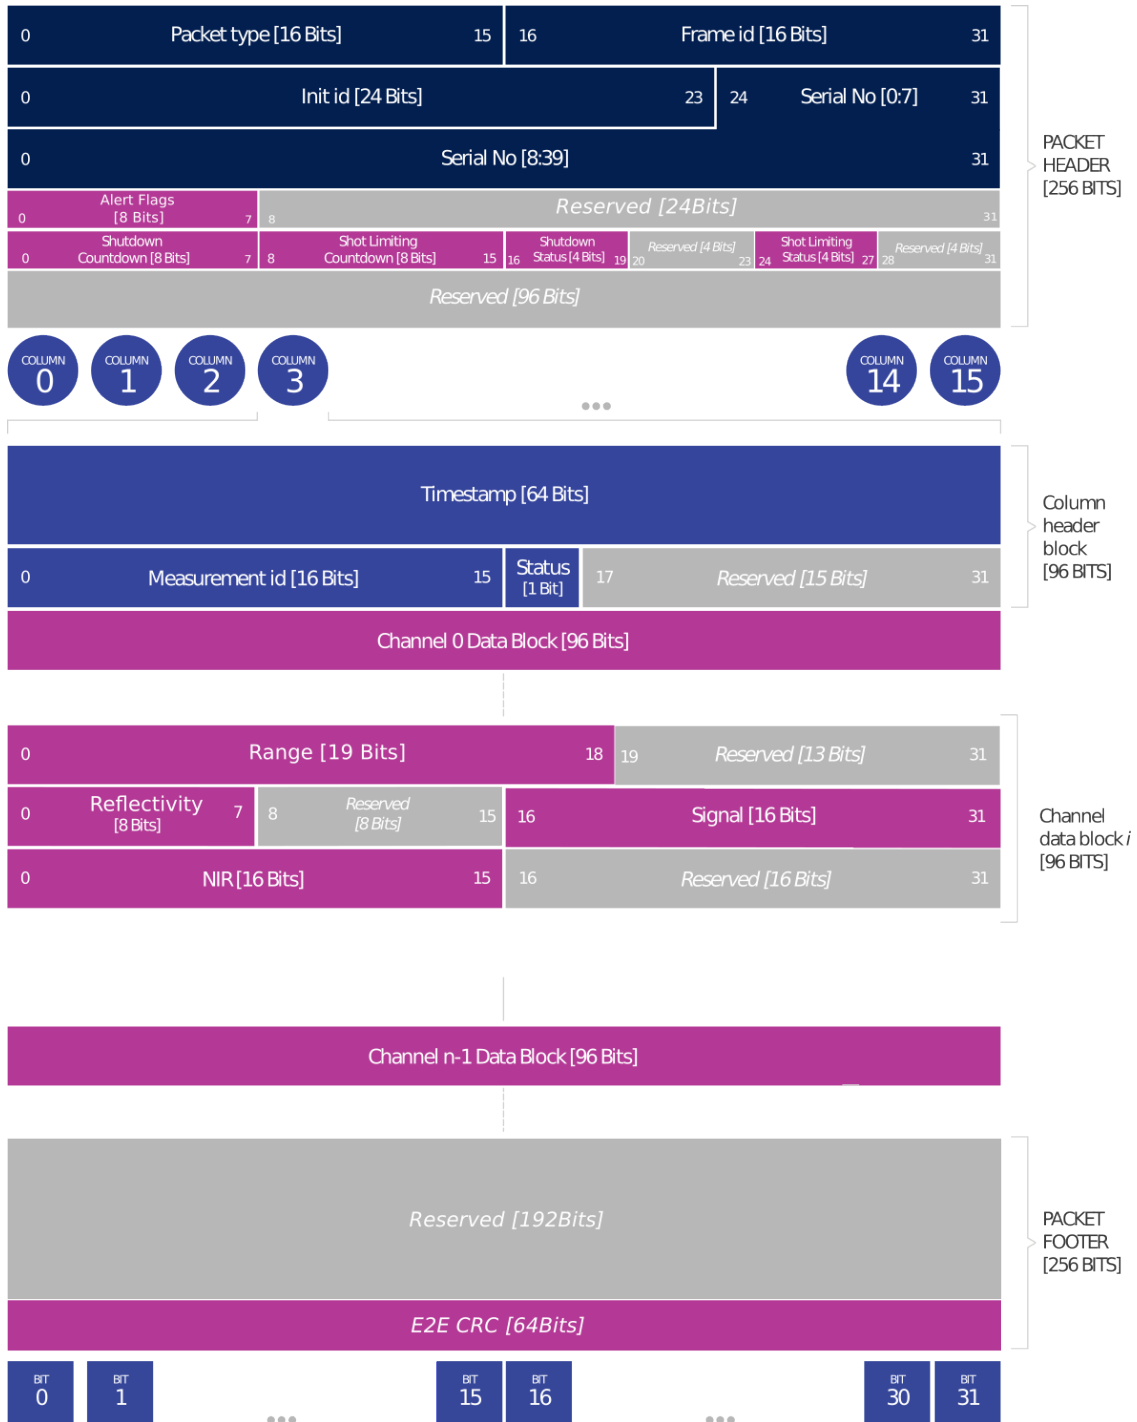 0 Packet type [16 Bits] 15 16 Frame id [16 Bits] 31
0 Init id [24 Bits] 23 24 Serial No [0:7] 31
0 Serial No [8:39] 31
PACKET
HEADER
[256 BITS]
Alert Flags
0 [8 Bits] 7 8 Reserved [24Bits] 31
Shutdown
0 Countdown [8 Bits] 7
Shot Limiting
8 Countdown [8 Bits] 15
Shutdown
16 Status [4 Bits] 19
Reserved [4 Bits]
20 23
Shot Limiting
24 Status [4 Bits] 27
Reserved [4 Bits]
28 31
Reserved [96 Bits]
COLUMN
0
COLUMN
1
COLUMN
2
COLUMN
3
COLUMN
14
COLUMN
15
Timestamp [64 Bits]
Column
header
block
[96 BITS]
0 Measurement id [16 Bits] 15
Status
[1 Bit]
17 Reserved [15 Bits] 31
Channel 0 Data Block [96 Bits]
0 Range [19 Bits] 18 19 Reserved [13 Bits] 31
0 Reflectivity 7
[8 Bits]
8 Reserved 15
[8 Bits]
16 Signal [16 Bits] 31
Channel
data block i
[96 BITS]
0 NIR [16 Bits] 15 16 Reserved [16 Bits] 31
Channel n-1 Data Block [96 Bits]
Reserved [192Bits]
PACKET
FOOTER
[256 BITS]
E2E CRC [64Bits]
BIT
0
BIT
1
BIT
15
BIT
16
BIT
30
BIT
31